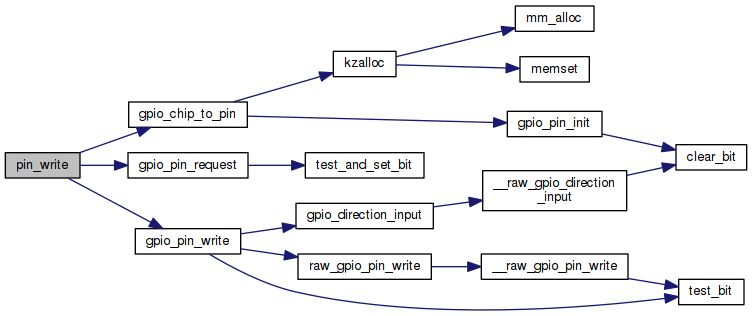 mm_alloc
kzalloc
memset
gpio_chip_to_pin
gpio_pin_init
pin_write
gpio_pin_request
test_and_set_bit
clear_bit
__raw_gpio_direction
_input
gpio_direction_input
gpio_pin_write
raw_gpio_pin_write
__raw_gpio_pin_write
test_bit